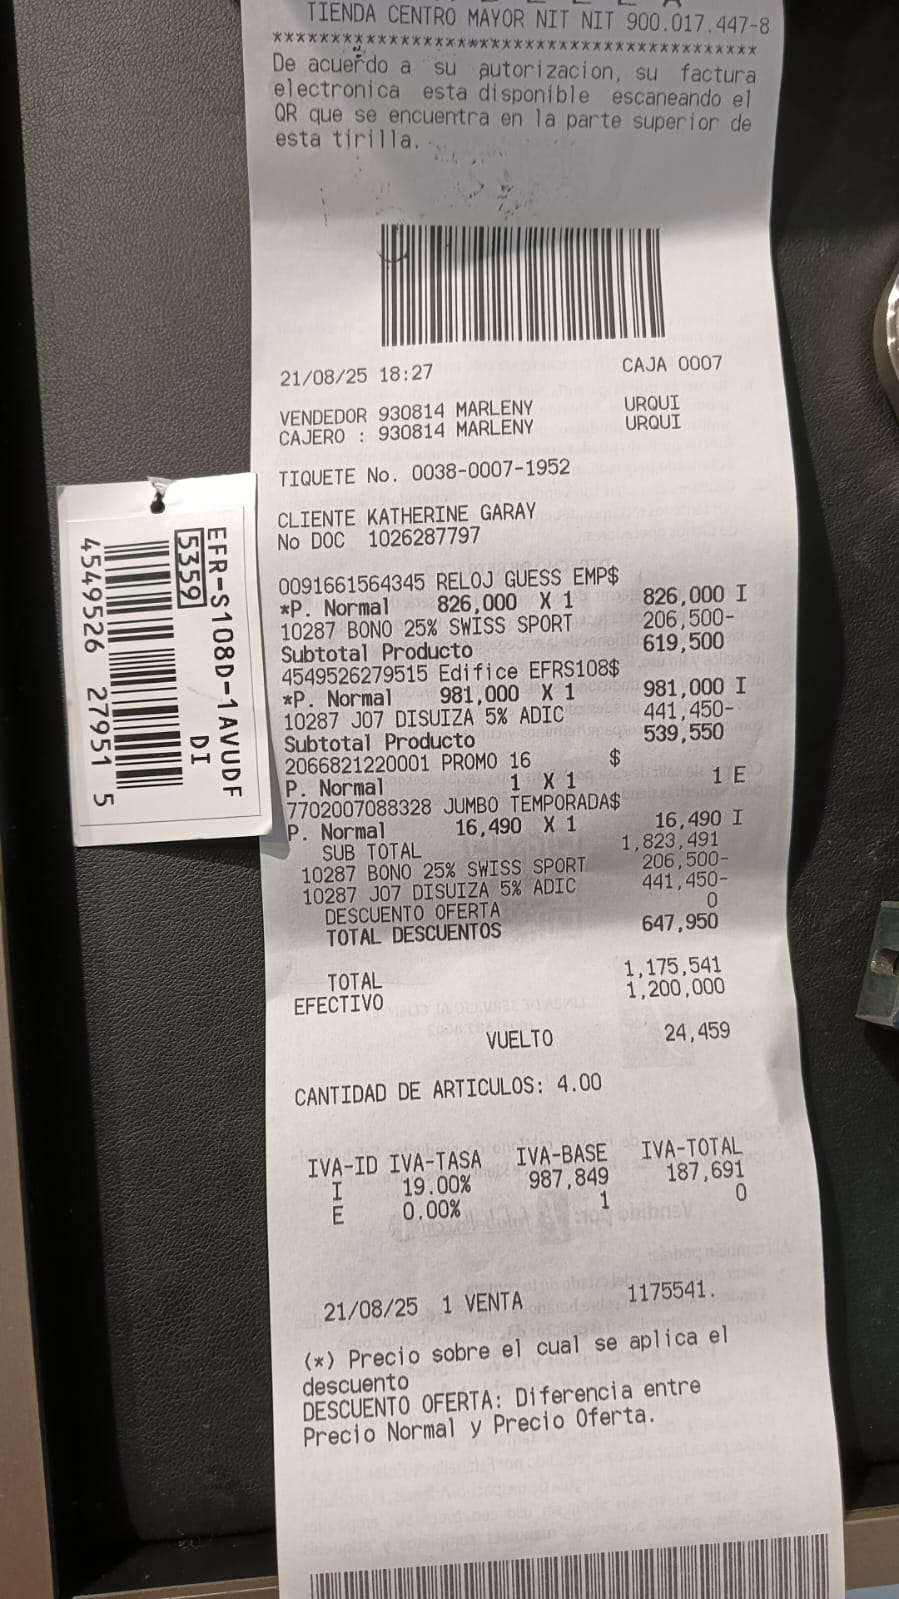 TIENDA CENTRO MAYOR NIT NIT 900.017.447-8
*****************************************
De acuerdo a su autorizacion, su factura
electronica esta disponible escaneando el
QR que se encuentra en la parte superior de
esta tirilla.
21/08/25 18:27 CAJA 0007
VENDEDOR 930814 MARLENY URQUI
CAJERO : 930814 MARLENY URQUI
TIQUETE No. 0038-0007-1952
CLIENTE KATHERINE GARAY
No DOC 1026287797
0091661564345 RELOJ GUESS EMP$
*P. Normal 826,000 X 1 826,000 I
10287 BONO 25% SWISS SPORT 206,500-
Subtotal Producto 619,500
4549526279515 Edifice EFRS108$
*P. Normal 981,000 X 1 981,000 I
10287 J07 DISUIZA 5% ADIC 441,450-
Subtotal Producto 539,550
2066821220001 PROMO 16 $
P. Normal 1 X 1 1 E
7702007088328 JUMBO TEMPORADA$
P. Normal 16,490 X 1 16,490 I
SUB TOTAL 1,823,491
10287 BONO 25% SWISS SPORT 206,500-
10287 J07 DISUIZA 5% ADIC 441,450-
DESCUENTO OFERTA 0
TOTAL DESCUENTOS 647,950
TOTAL 1,175,541
EFECTIVO 1,200,000
VUELTO 24,459
CANTIDAD DE ARTICULOS: 4.00
IVA-ID IVA-TASA IVA-BASE IVA-TOTAL
I 19.00% 987,849 187,691
E 0.00% 1 0
21/08/25 1 VENTA 1175541.
(*) Precio sobre el cual se aplica el
descuento
DESCUENTO OFERTA: Diferencia entre
Precio Normal y Precio Oferta.
EFR-S108D-1AVUDF
5359 DI
4549526 27951 5